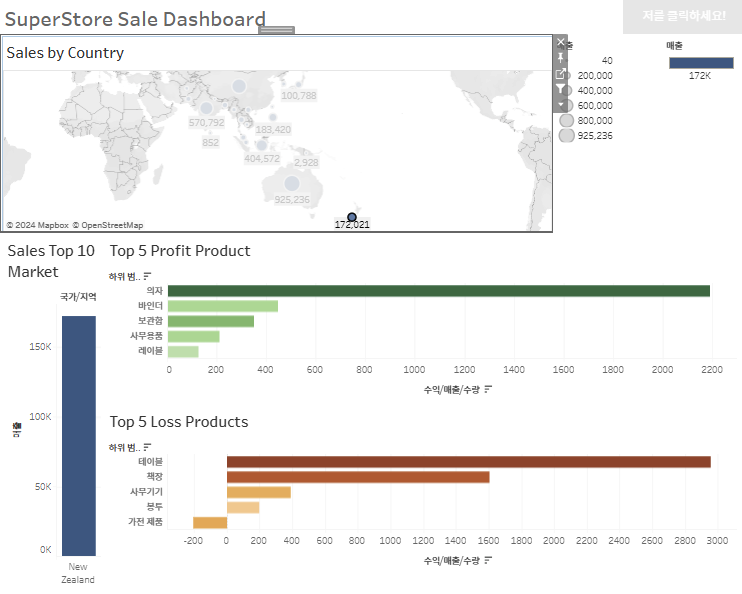 SuperStore Sale Dashboard
저를 클릭하세요!
Sales by Country
100,788
570,792
183,420
852
404,572
2,928
925,236
172,021
© 2024 Mapbox © OpenStreetMap
40
200,000
400,000
600,000
800,000
925,236
매출
172K
Sales Top 10
Market
국가/지역
150K
100K
50K
0K
매출
New
Zealand
Top 5 Profit Product
하위 범..
의자
바인더
보관함
사무용품
레이블
0 200 400 600 800 1000 1200 1400 1600 1800 2000 2200
수익/매출/수량
Top 5 Loss Products
하위 범..
테이블
책장
사무기기
봉투
가전 제품
-200 0 200 400 600 800 1000 1200 1400 1600 1800 2000 2200 2400 2600 2800 3000
수익/매출/수량